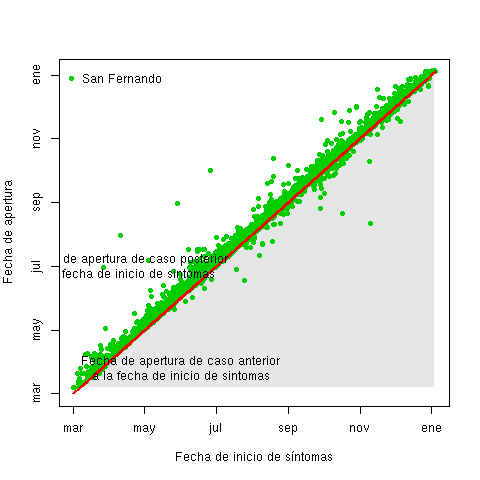 San Fernando
de apertura de caso posterior
fecha de inicio de síntomas
Fecha de apertura de caso anterior
a la fecha de inicio de sintomas
Fecha de apertura
mar
may
jul
sep
nov
ene
mar
may
jul
sep
nov
ene
Fecha de inicio de síntomas